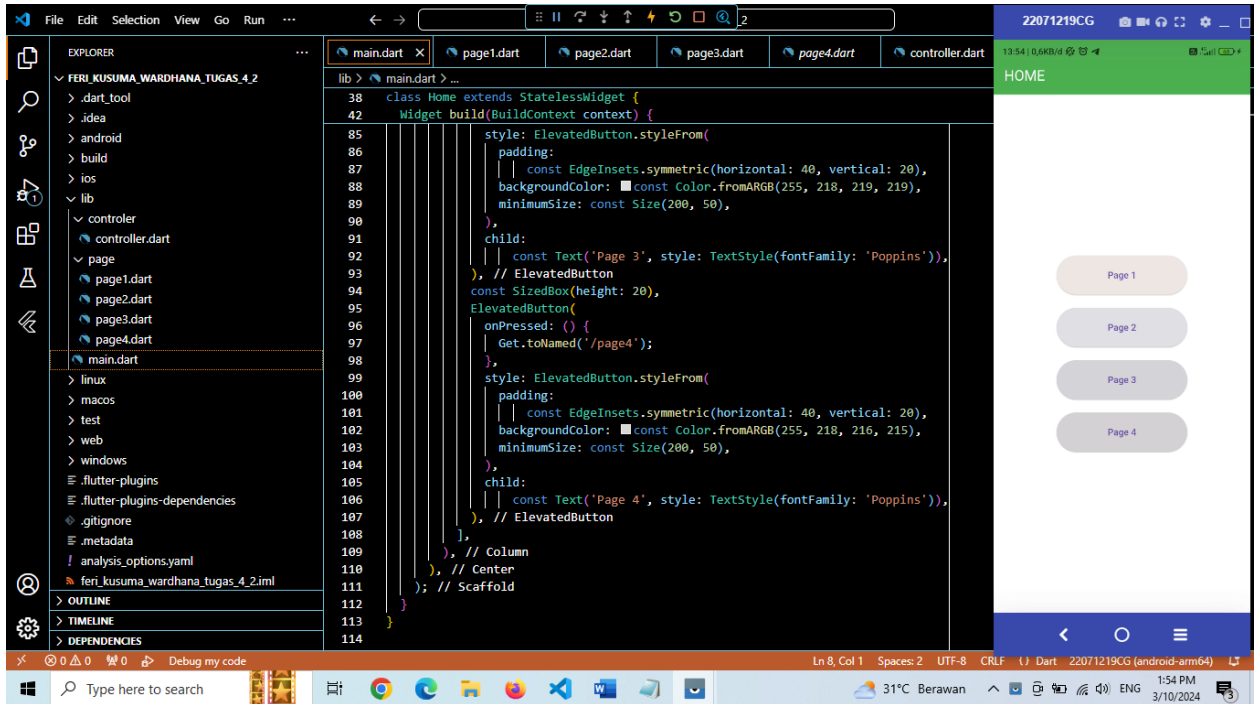 File Edit Selection View Go Run ··· _2
EXPLORER ···
FERI_KUSUMA_WARDHANA_TUGAS_4_2
.dart_tool
.idea
android
build
ios
lib
controler
controller.dart
page
page1.dart
page2.dart
page3.dart
page4.dart
main.dart
linux
macos
test
web
windows
.flutter-plugins
.flutter-plugins-dependencies
.gitignore
.metadata
analysis_options.yaml
feri_kusuma_wardhana_tugas_4_2.iml
OUTLINE
TIMELINE
DEPENDENCIES
main.dart page1.dart page2.dart page3.dart page4.dart controller.dart
lib > main.dart > ...
38 class Home extends StatelessWidget {
42 Widget build(BuildContext context) {
85 style: ElevatedButton.styleFrom(
86 padding:
87 const EdgeInsets.symmetric(horizontal: 40, vertical: 20),
88 backgroundColor: const Color.fromARGB(255, 218, 219, 219),
89 minimumSize: const Size(200, 50),
90 ),
91 child:
92 const Text('Page 3', style: TextStyle(fontFamily: 'Poppins')),
93 ), // ElevatedButton
94 const SizedBox(height: 20),
95 ElevatedButton(
96 onPressed: () {
97 Get.toNamed('/page4');
98 },
99 style: ElevatedButton.styleFrom(
100 padding:
101 const EdgeInsets.symmetric(horizontal: 40, vertical: 20),
102 backgroundColor: const Color.fromARGB(255, 218, 216, 215),
103 minimumSize: const Size(200, 50),
104 ),
105 child:
106 const Text('Page 4', style: TextStyle(fontFamily: 'Poppins')),
107 ), // ElevatedButton
108 ],
109 ), // Column
110 ), // Center
111 ); // Scaffold
112 }
113 }
114
22071219CG
13:54 | 0,6KB/d
HOME
Page 1
Page 2
Page 3
Page 4
0 0 0 Debug my code Ln 8, Col 1 Spaces: 2 UTF-8 CRLF Dart 22071219CG (android-arm64)
Type here to search 31°C Berawan ENG 1:54 PM
3/10/2024 3